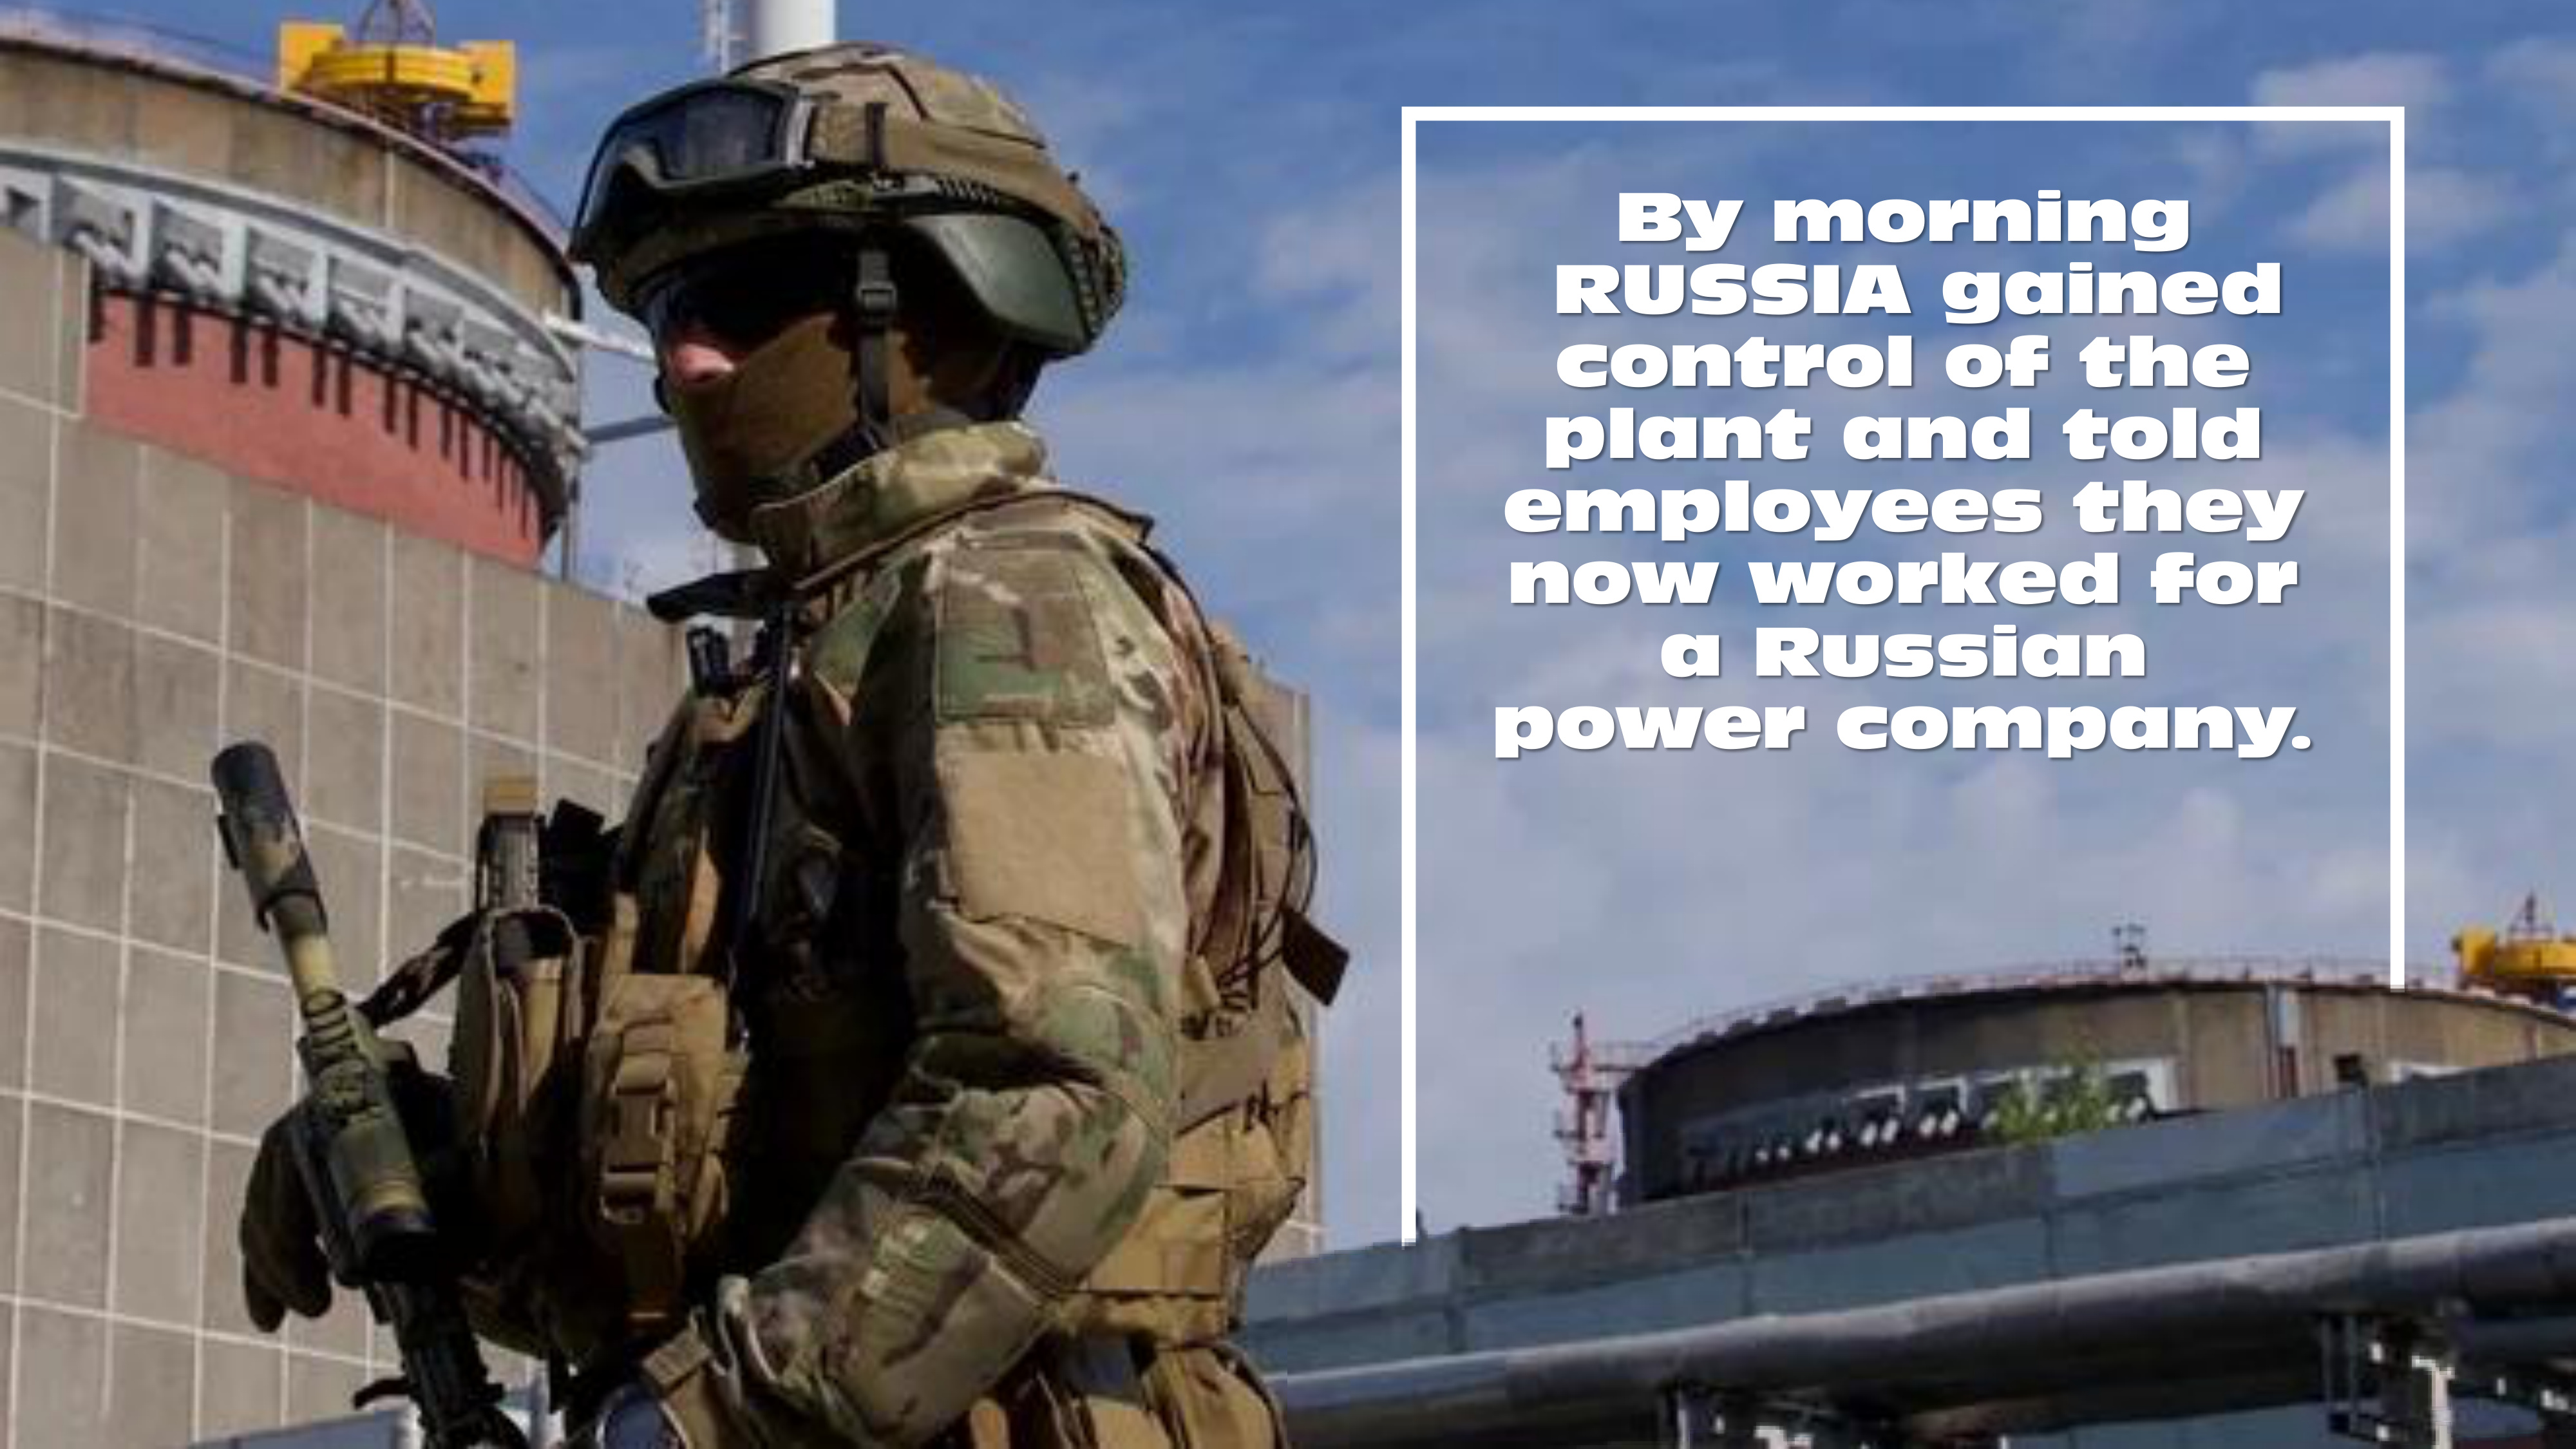 By morning
RUSSIA gained
control of the
plant and told
employees they
now worked for
a Russian
power company.